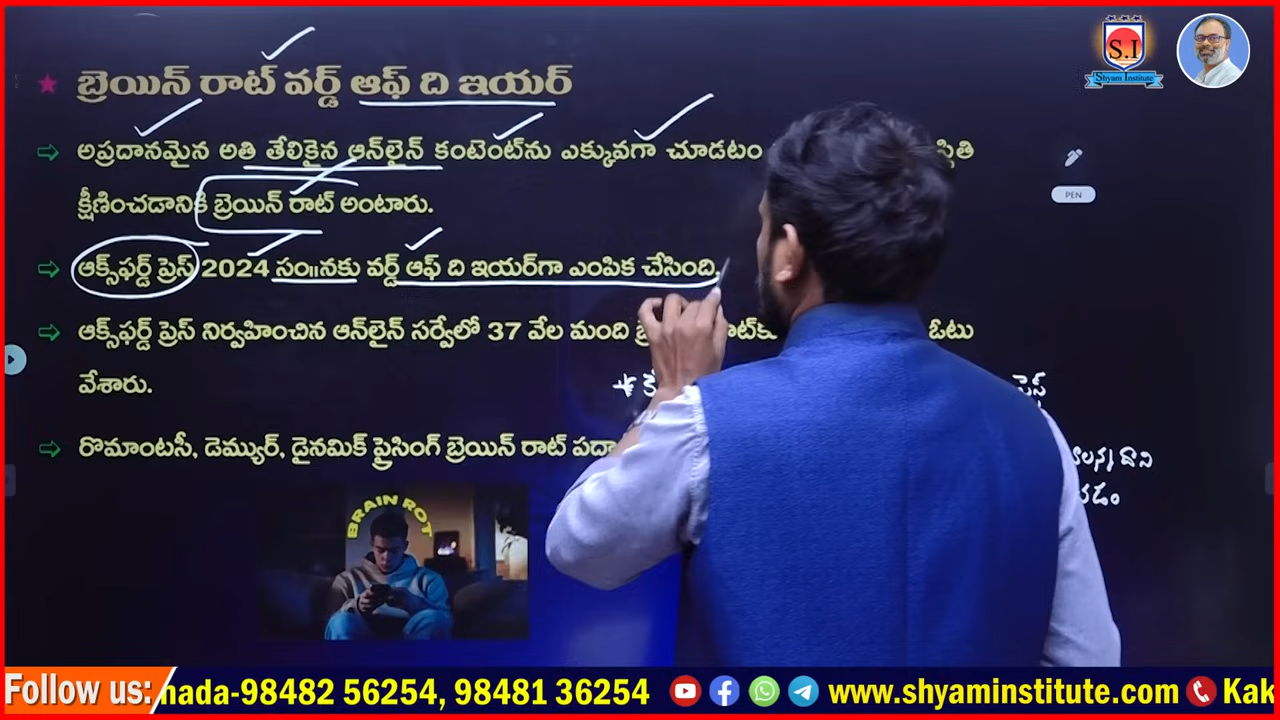 బ్రెయిన్ రాట్ వర్డ్ ఆఫ్ ది ఇయర్
అప్రదానమైన అతి తేలికైన ఆన్‌లైన్ కంటెంట్‌ను ఎక్కువగా చూడటం
క్షీణించడానికి బ్రెయిన్ రాట్ అంటారు.
ఆక్స్‌ఫర్డ్ ప్రెస్ 2024 సం॥నకు వర్డ్ ఆఫ్ ది ఇయర్‌గా ఎంపిక చేసింది.
ఆక్స్‌ఫర్డ్ ప్రెస్ నిర్వహించిన ఆన్‌లైన్ సర్వేలో 37 వేల మంది ఓటు
వేశారు.
రొమాంటసీ, డెమ్యుర్, డైనమిక్ ప్రైసింగ్ బ్రెయిన్ రాట్
BRAIN ROT
S.I
Shyam Institute
PEN
Follow us: nada-98482 56254, 98481 36254 www.shyaminstitute.com Kak